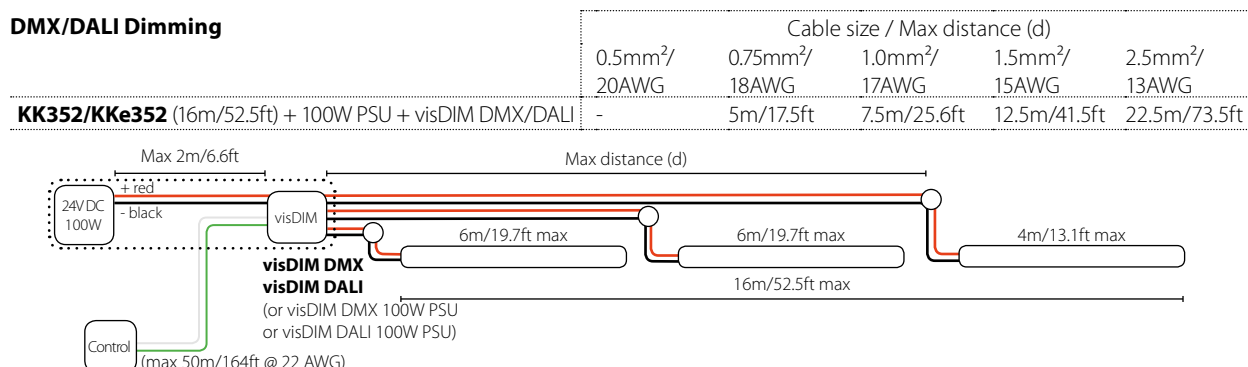 DMX/DALI Dimming
Cable size / Max distance (d)
0.5mm²/ 0.75mm²/ 1.0mm²/ 1.5mm²/ 2.5mm²/
20AWG 18AWG 17AWG 15AWG 13AWG
KK352/KKe352 (16m/52.5ft) + 100W PSU + visDIM DMX/DALI - 5m/17.5ft 7.5m/25.6ft 12.5m/41.5ft 22.5m/73.5ft
Max 2m/6.6ft
Max distance (d)
24V DC
100W
+ red
- black
visDIM
6m/19.7ft max
6m/19.7ft max
4m/13.1ft max
16m/52.5ft max
visDIM DMX
visDIM DALI
(or visDIM DMX 100W PSU
or visDIM DALI 100W PSU)
Control
(max 50m/164ft @ 22 AWG)